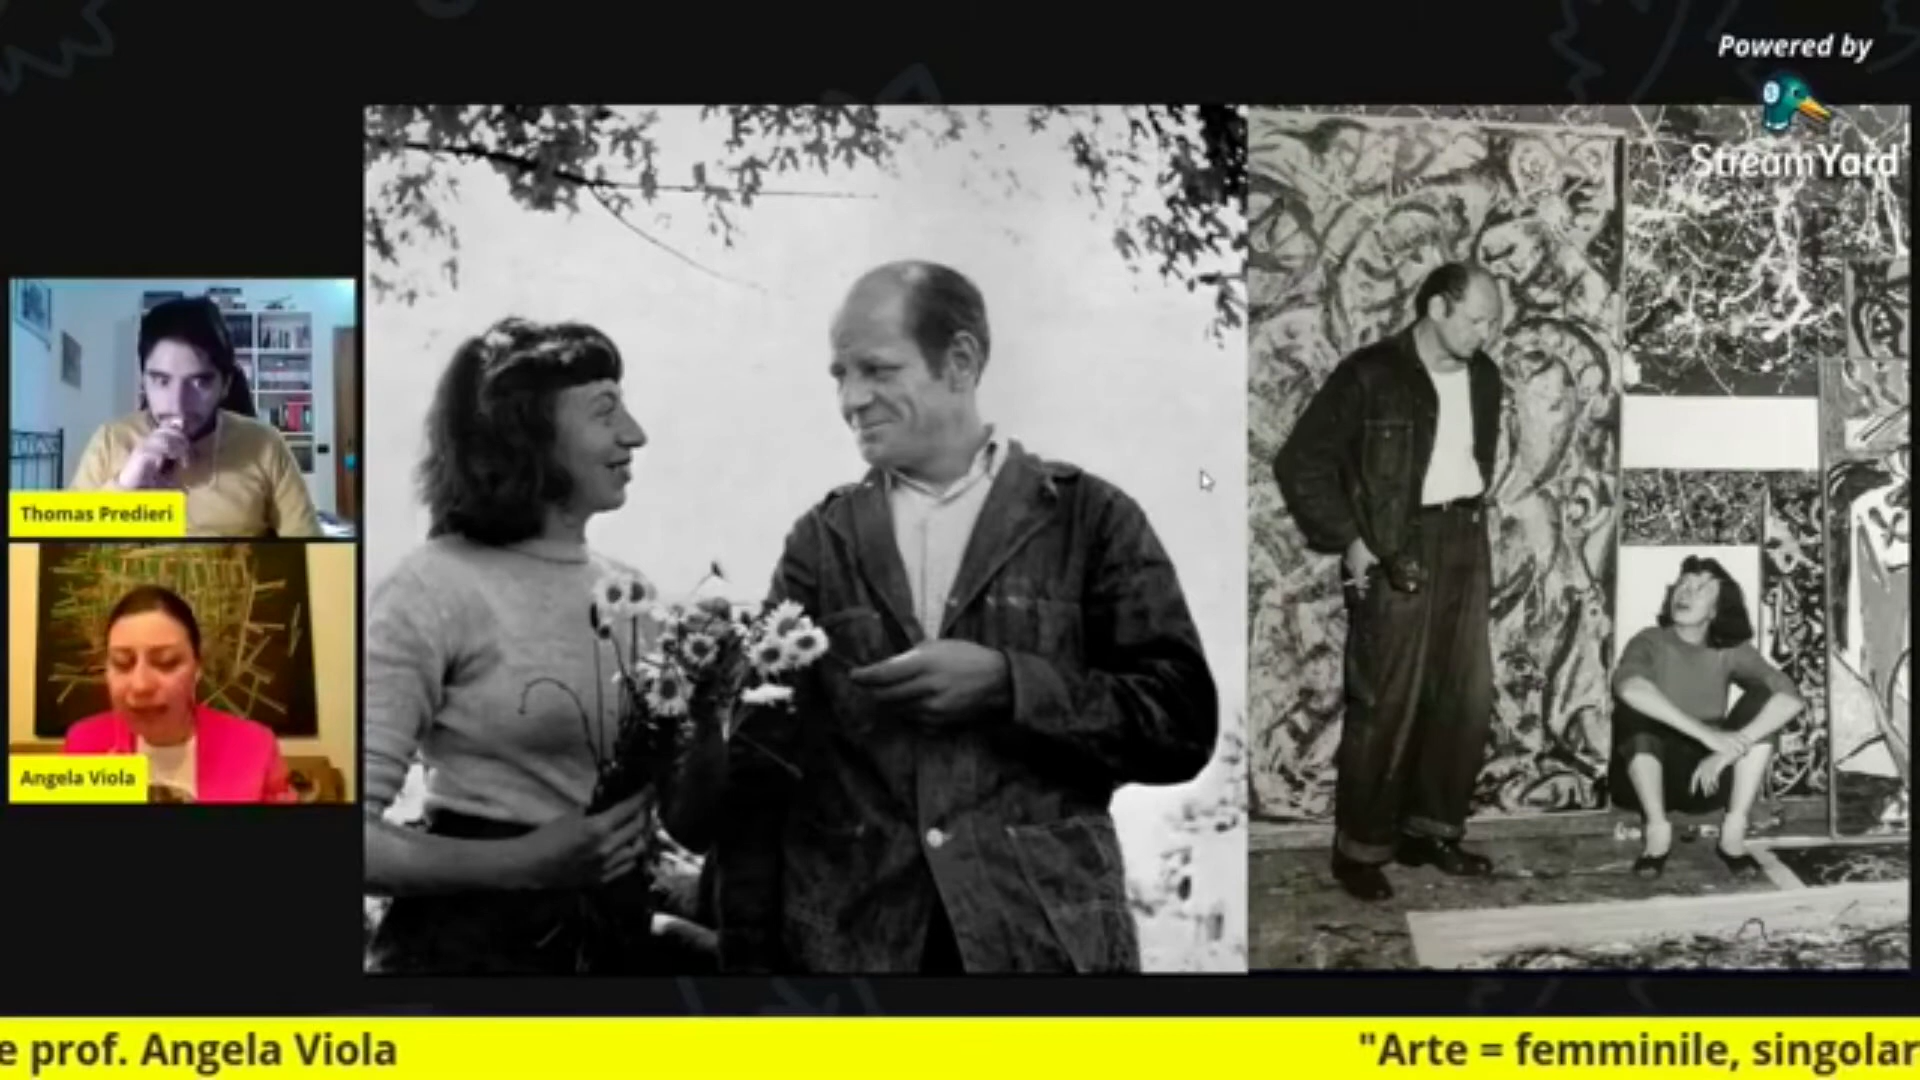 Powered by
StreamYard
Thomas Predieri
Angela Viola
e prof. Angela Viola
"Arte = femminile, singolar